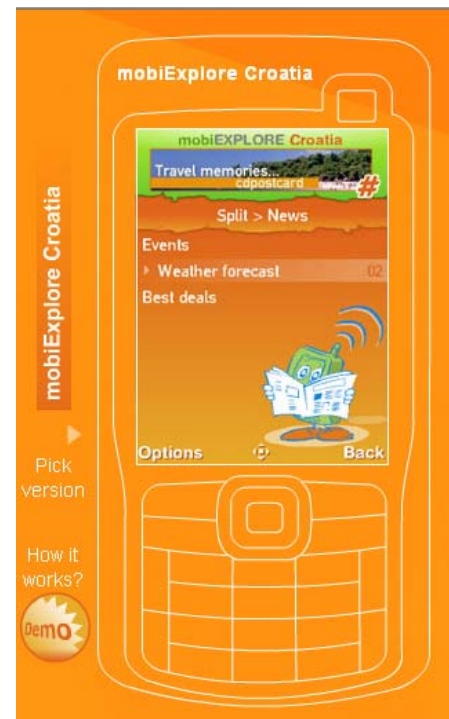 mobiExplore Croatia
mobiEXPLORE Croatia
Travel memories...
cdpostcard
#
Split > News
Events
Weather forecast 02
Best deals
Options Back
mobiExplore Croatia
Pick
version
How it
works?
Demo